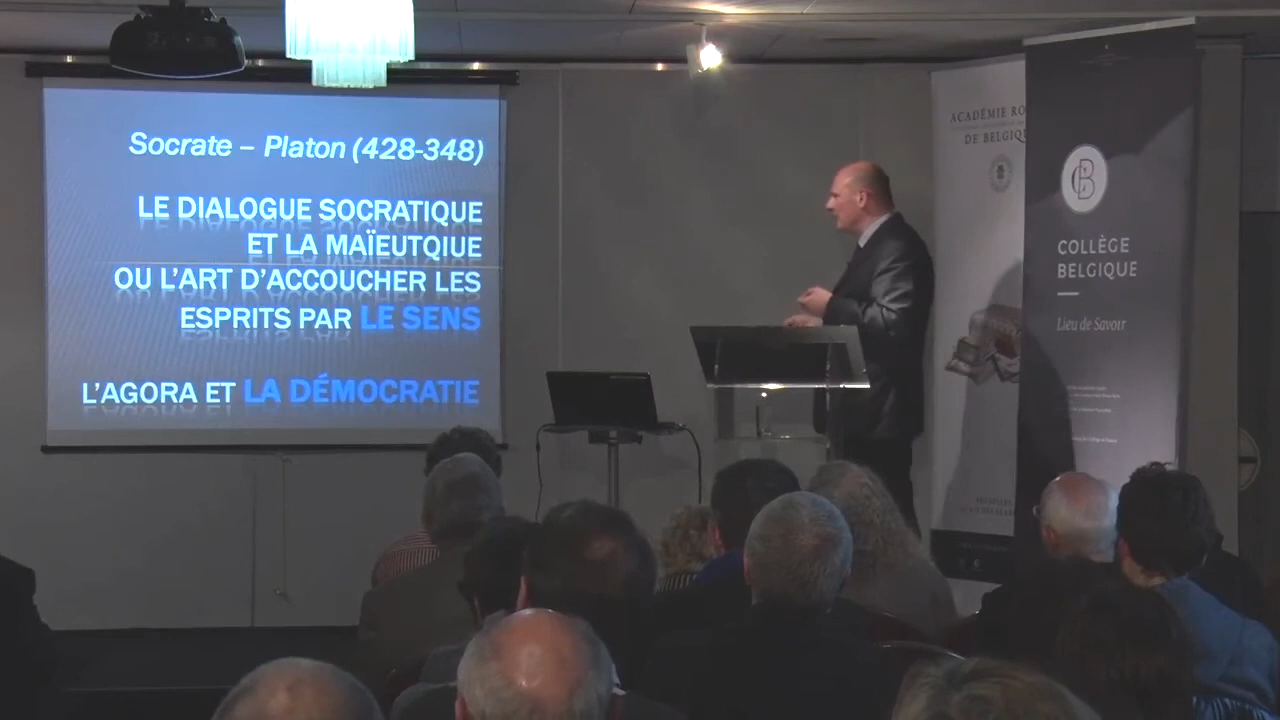 Socrate – Platon (428-348)
LE DIALOGUE SOCRATIQUE
ET LA MAÏEUTQIUE
OU L'ART D'ACCOUCHER LES
ESPRITS PAR LE SENS
L'AGORA ET LA DÉMOCRATIE
ACADÉMIE RO
DE BELGIQU
CB
COLLÈGE
BELGIQUE
Lieu de Savoir